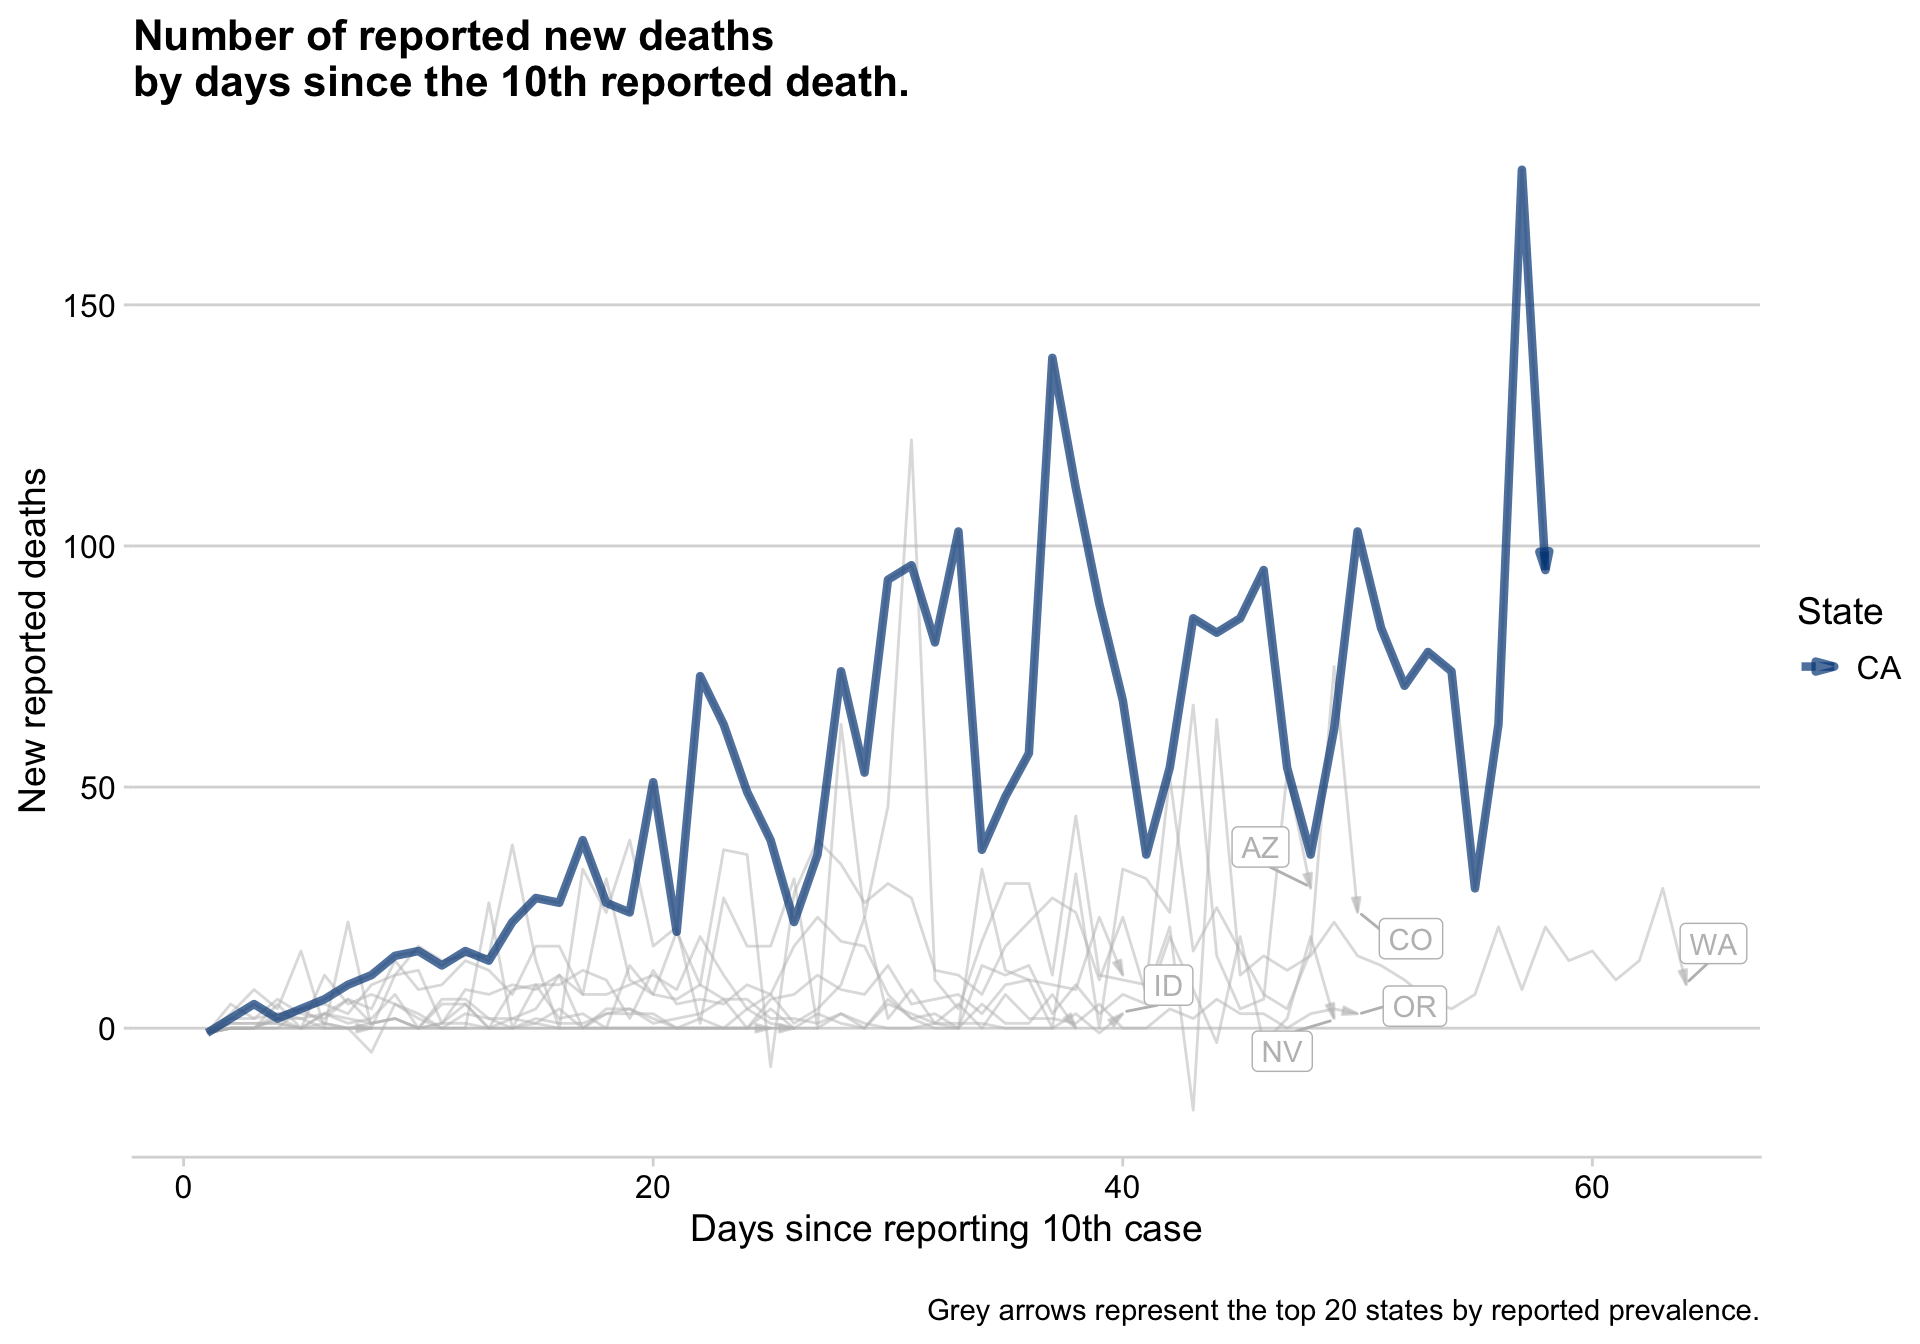 Number of reported new deaths
by days since the 10th reported death.
New reported deaths
150
100
50
0
AZ
CO
WA
ID
OR
NV
State
CA
0 20 40 60
Days since reporting 10th case
Grey arrows represent the top 20 states by reported prevalence.